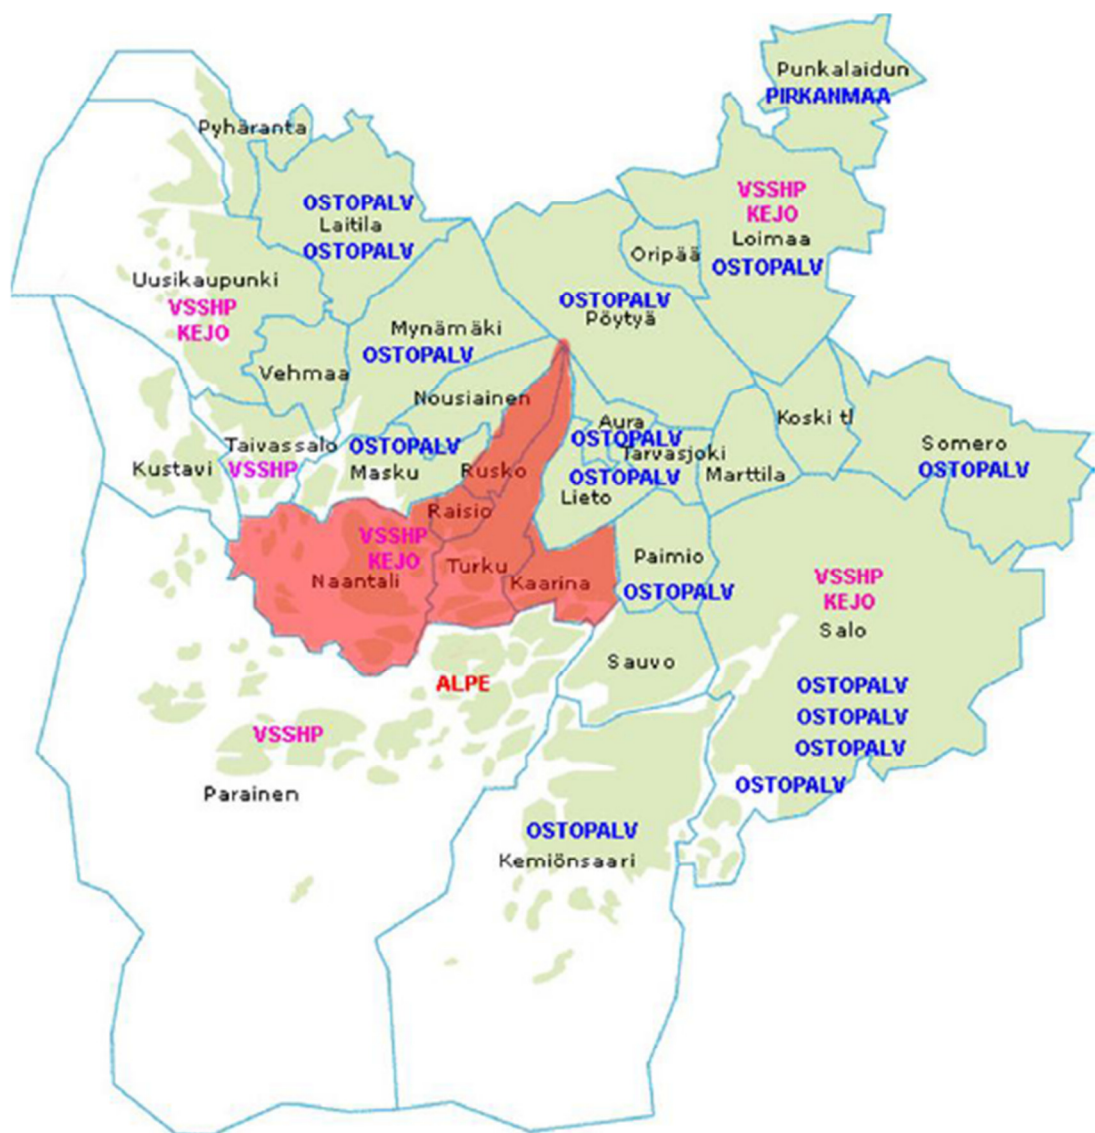 Punkalaidun
PIRKANMAA
Pyhäranta
OSTOPALV
Laitila
OSTOPALV
VSSHP
KEJO
Loimaa
OSTOPALV
Oripää
Uusikaupunki
VSSHP
KEJO
OSTOPALV
Pöytyä
Mynämäki
OSTOPALV
Vehmaa
Nousiainen
Koski tl
Aura
OSTOPALV
Tarvasjoki
OSTOPALV
Lieto
Marttila
Somero
OSTOPALV
Taivassalo
VSSHP
Kustavi
OSTOPALV
Masku
Rusko
Raisio
VSSHP
KEJO
Naantali
Turku
Kaarina
Paimio
OSTOPALV
VSSHP
KEJO
Salo
OSTOPALV
OSTOPALV
OSTOPALV
OSTOPALV
Sauvo
ALPE
VSSHP
Parainen
OSTOPALV
Kemiönsaari